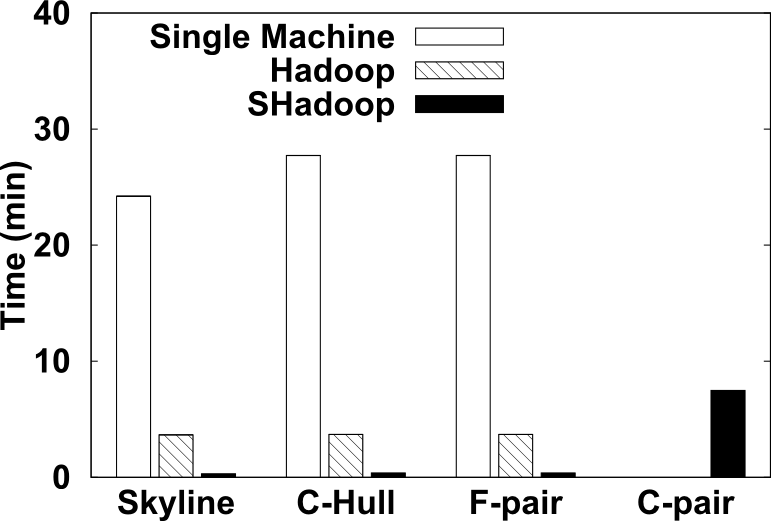 40
30
20
10
0
Time (min)
Single Machine
Hadoop
SHadoop
Skyline C-Hull F-pair C-pair